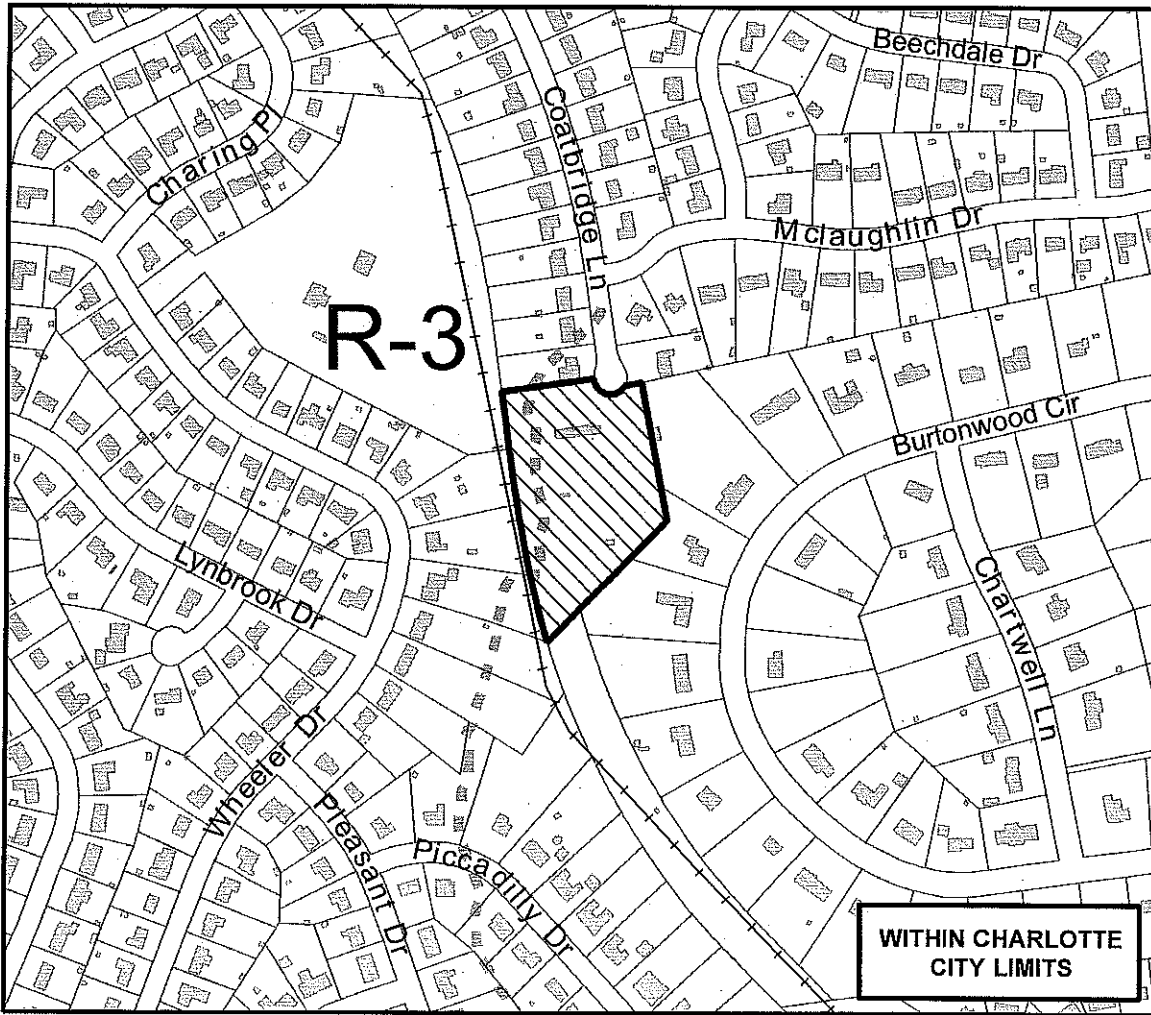 Beechdale Dr
Coatbridge Ln
Charing Pl
Mclaughlin Dr
R-3
Burtonwood Cir
Lynbrook Dr
Chartwell Ln
Wheeler Dr
Pleasant Dr
Piccadilly Dr
WITHIN CHARLOTTE
CITY LIMITS